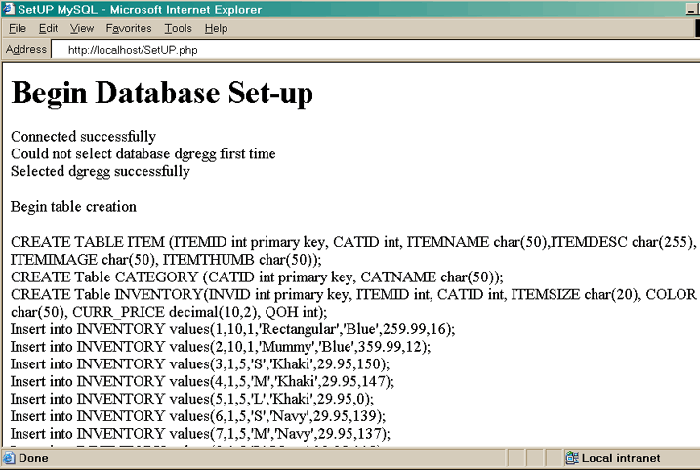 SetUP MySQL - Microsoft Internet Explorer
File Edit View Favorites Tools Help
Address http://localhost/SetUP.php
Begin Database Set-up
Connected successfully
Could not select database dgregg first time
Selected dgregg successfully
Begin table creation
CREATE TABLE ITEM (ITEMID int primary key, CATID int, ITEMNAME char(50),ITEMDESC char(255),
ITEMIMAGE char(50), ITEMTHUMB char(50));
CREATE Table CATEGORY (CATID int primary key, CATNAME char(50));
CREATE Table INVENTORY(INVID int primary key, ITEMID int, CATID int, ITEMSIZE char(20), COLOR
char(50), CURR_PRICE decimal(10,2), QOH int);
Insert into INVENTORY values(1,10,1,'Rectangular','Blue',259.99,16);
Insert into INVENTORY values(2,10,1,'Mummy','Blue',359.99,12);
Insert into INVENTORY values(3,1,5,'S','Khaki',29.95,150);
Insert into INVENTORY values(4,1,5,'M','Khaki',29.95,147);
Insert into INVENTORY values(5,1,5,'L','Khaki',29.95,0);
Insert into INVENTORY values(6,1,5,'S','Navy',29.95,139);
Insert into INVENTORY values(7,1,5,'M','Navy',29.95,137);
Done Local intranet